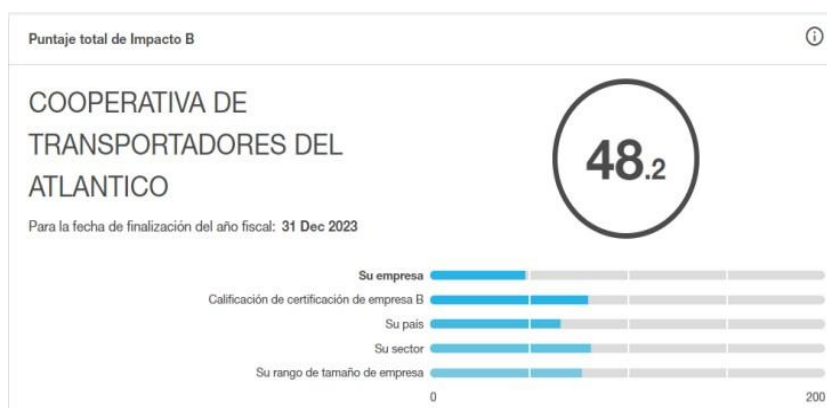 Puntaje total de Impacto B
COOPERATIVA DE
TRANSPORTADORES DEL
ATLANTICO
48.2
Para la fecha de finalización del año fiscal: 31 Dec 2023
Su empresa
Calificación de certificación de empresa B
Su país
Su sector
Su rango de tamaño de empresa
0 200